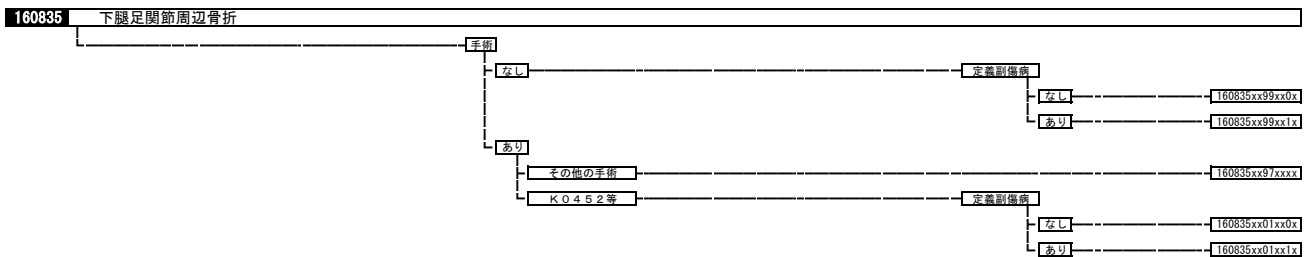 160835 下腿足関節周辺骨折
手術
なし 定義副傷病
なし 160835xx99xx0x
あり 160835xx99xx1x
あり
その他の手術 160835xx97xxxx
K0452等 定義副傷病
なし 160835xx01xx0x
あり 160835xx01xx1x